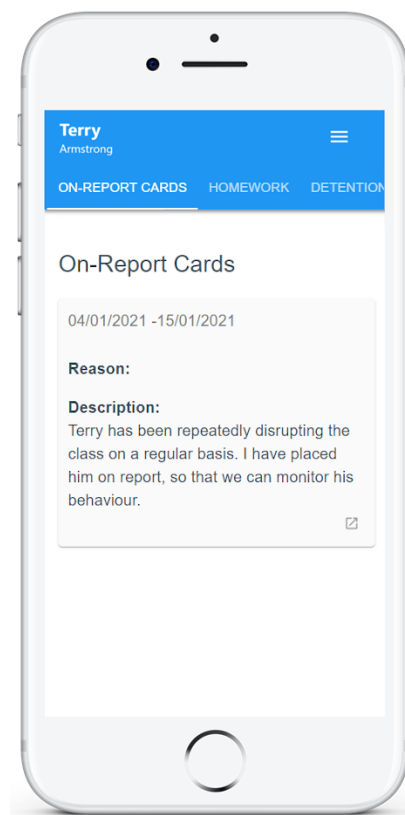 Terry
Armstrong
ON-REPORT CARDS HOMEWORK DETENTION
On-Report Cards
04/01/2021 -15/01/2021
Reason:
Description:
Terry has been repeatedly disrupting the
class on a regular basis. I have placed
him on report, so that we can monitor his
behaviour.